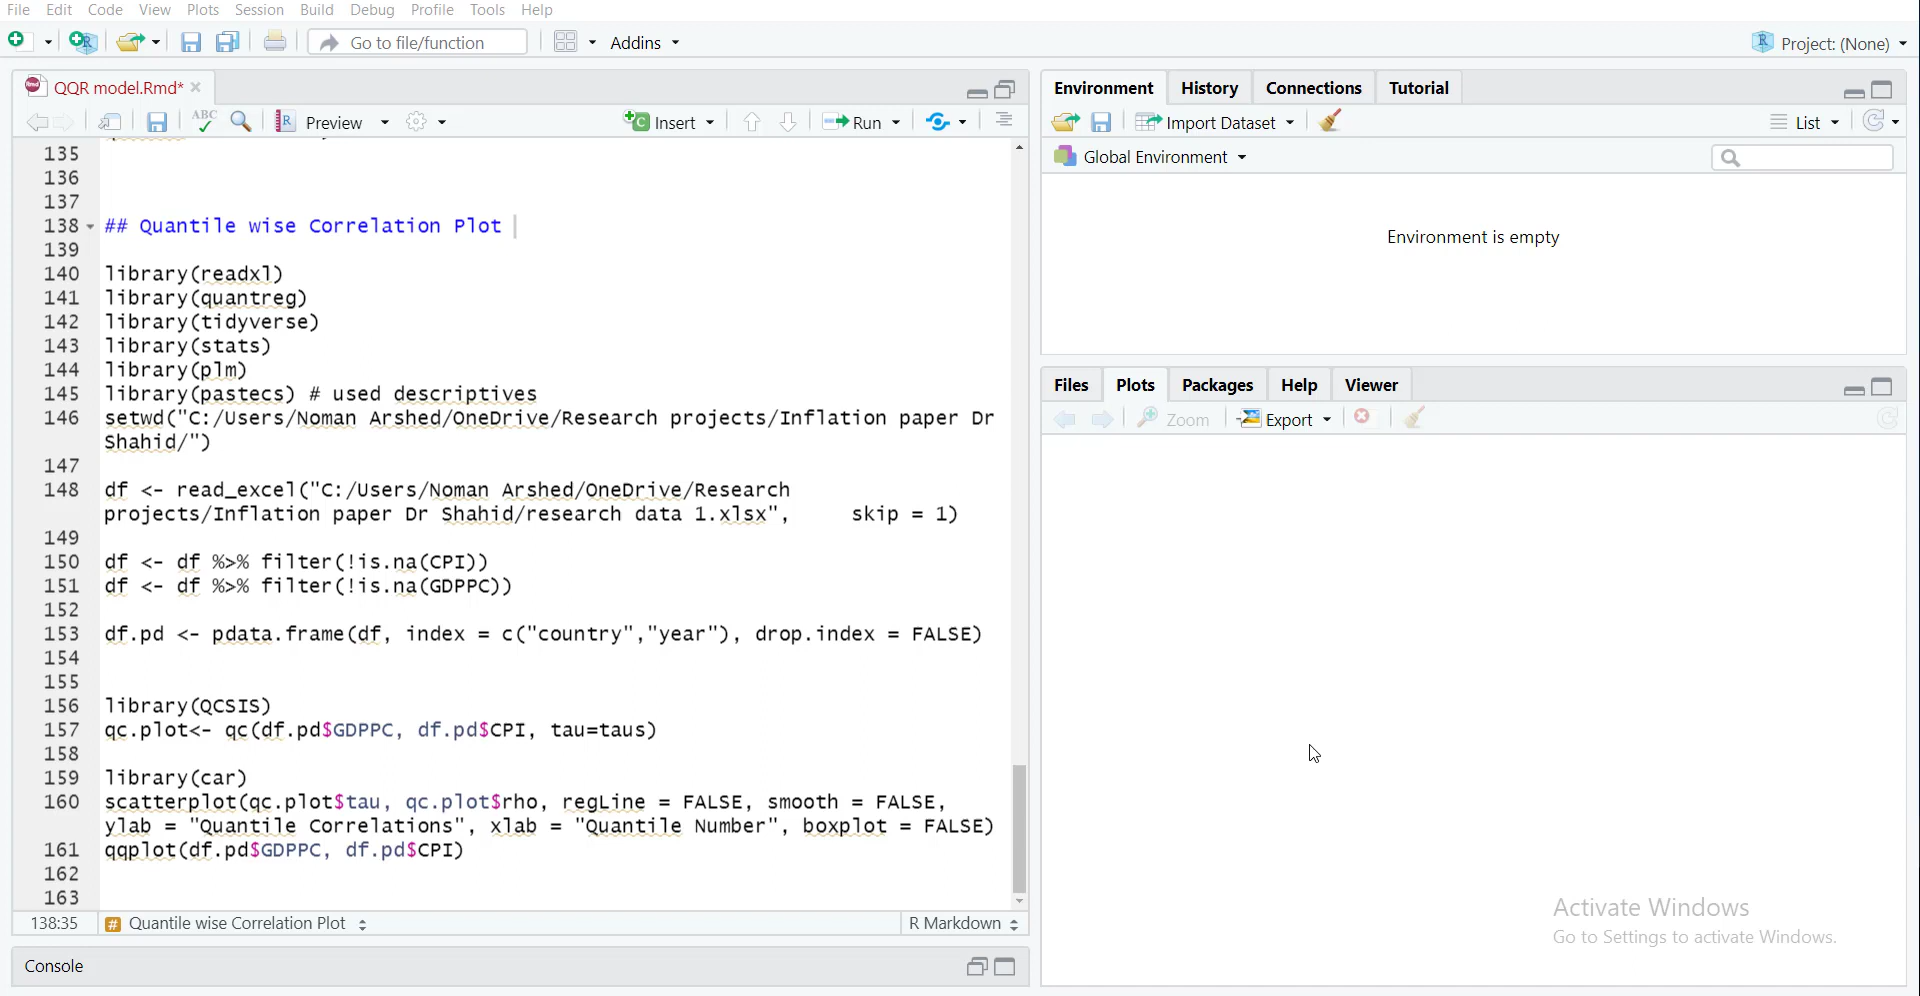 File Edit Code View Plots Session Build Debug Profile Tools Help
Go to file/function Addins Project: (None)
QQR model.Rmd*
ABC Preview Insert Run
135
136
137
138 ## Quantile wise Correlation Plot
139
140 library(readxl)
141 library(quantreg)
142 library(tidyverse)
143 library(stats)
144 library(plm)
145 library(pastecs) # used descriptives
146 setwd("C:/Users/Noman Arshed/OneDrive/Research projects/Inflation paper Dr
Shahid/")
147
148 df <- read_excel("C:/Users/Noman Arshed/OneDrive/Research
projects/Inflation paper Dr Shahid/research data 1.xlsx", skip = 1)
149
150 df <- df %>% filter(!is.na(CPI))
151 df <- df %>% filter(!is.na(GDPPC))
152
153 df.pd <- pdata.frame(df, index = c("country","year"), drop.index = FALSE)
154
155
156 library(QCSIS)
157 qc.plot<- qc(df.pd$GDPPC, df.pd$CPI, tau=taus)
158
159 library(car)
160 scatterplot(qc.plot$tau, qc.plot$rho, regLine = FALSE, smooth = FALSE,
ylab = "Quantile Correlations", xlab = "Quantile Number", boxplot = FALSE)
161 qqplot(df.pd$GDPPC, df.pd$CPI)
162
163
138:35 # Quantile wise Correlation Plot R Markdown
Console
Environment History Connections Tutorial
Import Dataset List
Global Environment
Environment is empty
Files Plots Packages Help Viewer
Zoom Export
Activate Windows
Go to Settings to activate Windows.